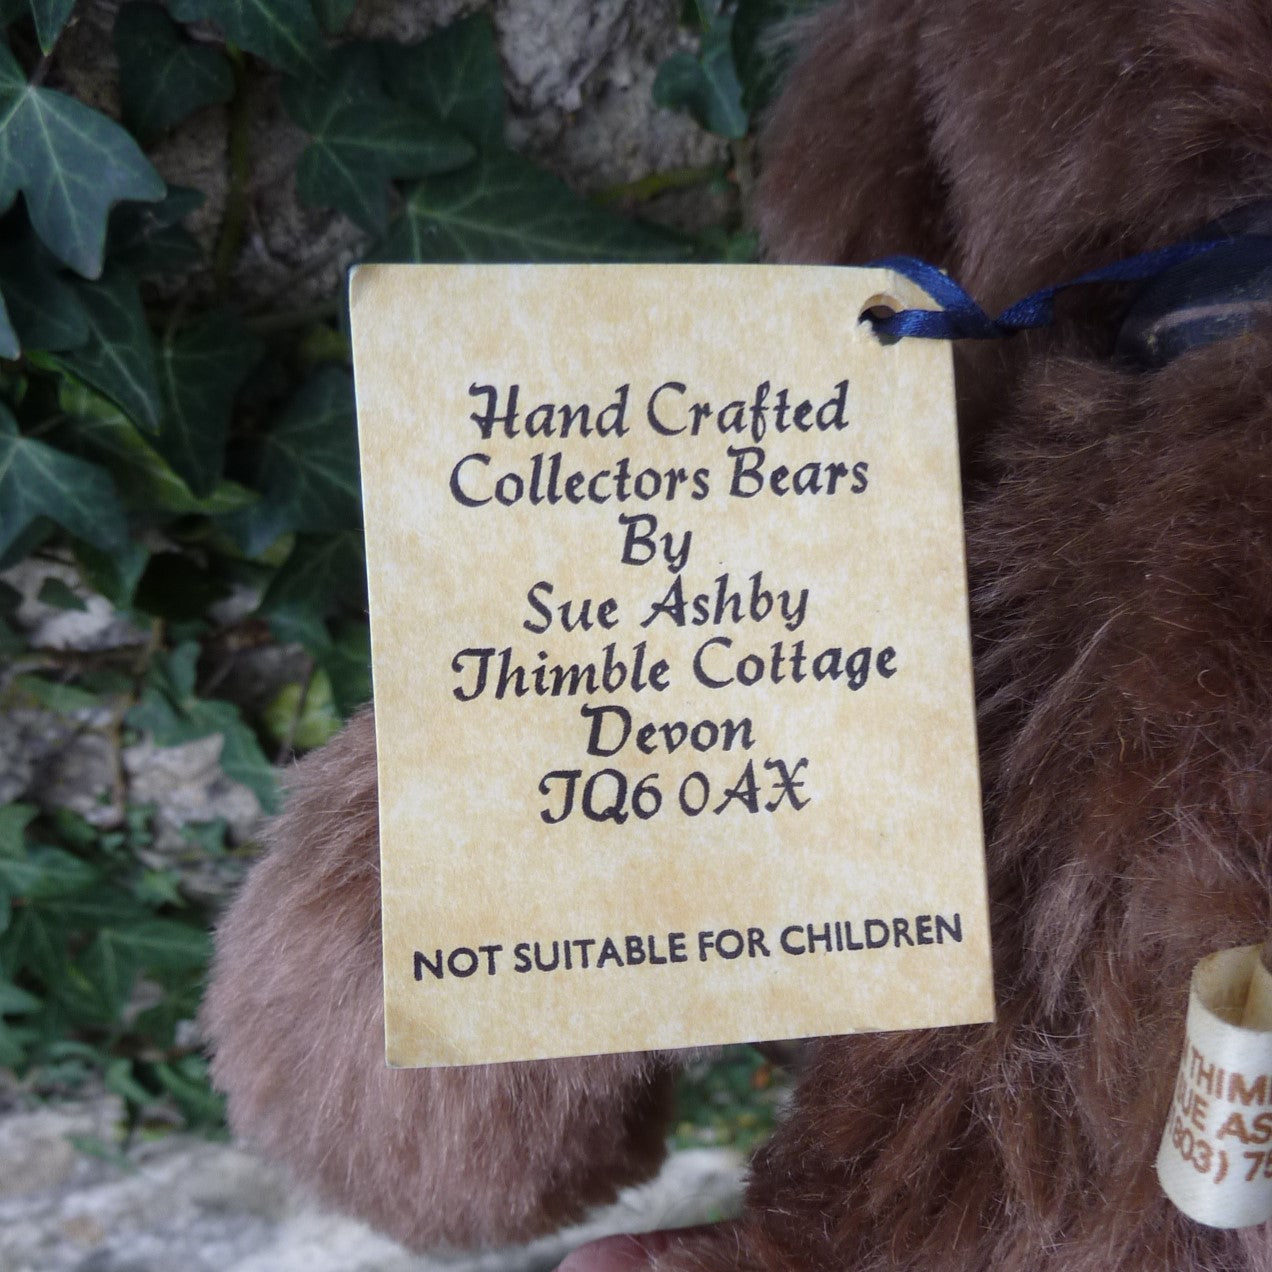 Hand Crafted
Collectors Bears
By
Sue Ashby
Thimble Cottage
Devon
TQ6 0AX
NOT SUITABLE FOR CHILDREN